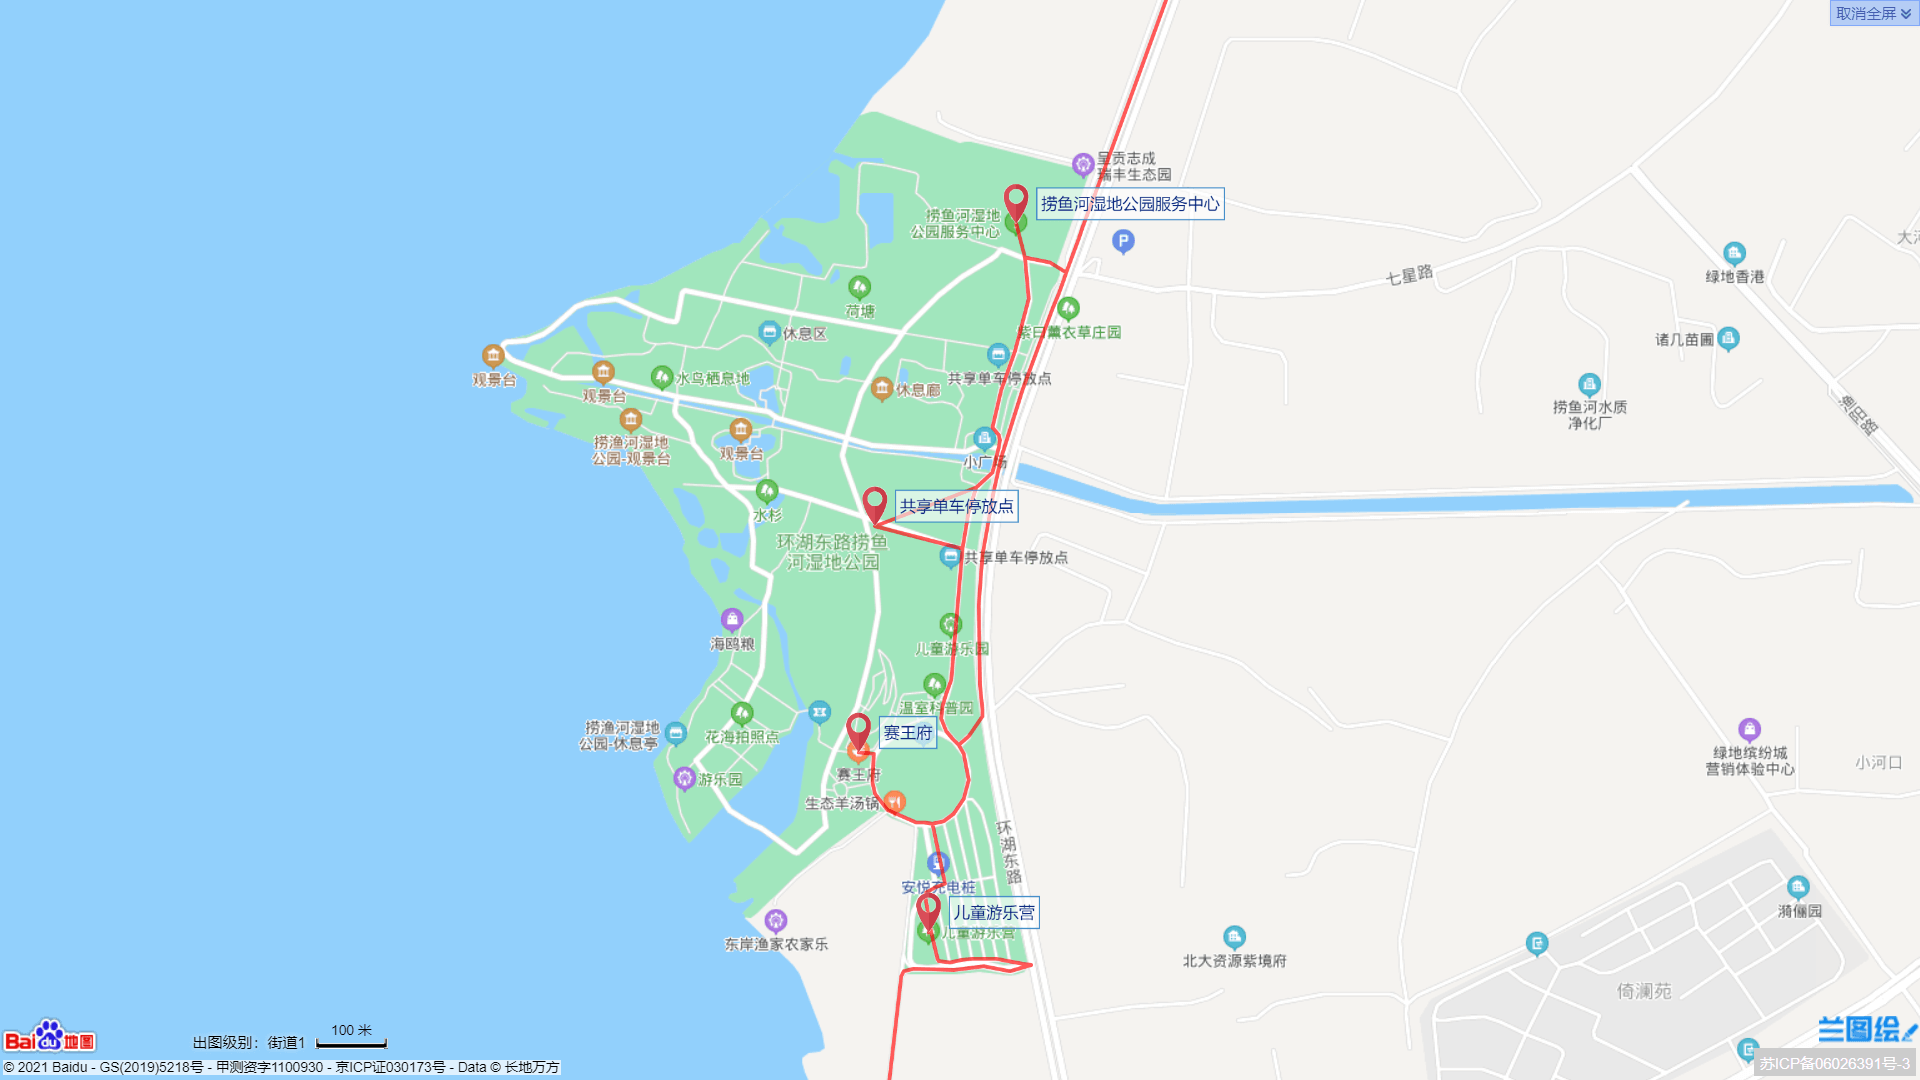 取消全屏
呈贡志成
瑞丰生态园
捞鱼河湿地公园服务中心
捞鱼河湿地
公园服务中心
P
大河
七星路
绿地香港
荷塘
紫曰薰衣草庄园
休息区
诸几苗圃
观景台
水鸟栖息地
共享单车停放点
休息廊
观景台
捞鱼河水质
净化厂
渔阳路
捞渔河湿地
公园-观景台
观景台
小广场
共享单车停放点
水杉
环湖东路捞鱼
河湿地公园
共享单车停放点
海鸥粮
儿童游乐园
温室科普园
捞渔河湿地
公园-休息亭
花海拍照点
赛王府
赛王府
游乐园
生态羊汤锅
绿地缤纷城
营销体验中心
小河口
环湖东路
安悦充电桩
儿童游乐营
儿童游乐营
漪俪园
东岸渔家农家乐
北大资源紫境府
倚澜苑
Bai du 地图
出图级别：街道1
100 米
兰图绘
© 2021 Baidu - GS(2019)5218号 - 甲测资字1100930 - 京ICP证030173号 - Data © 长地万方
苏ICP备06026391号-3